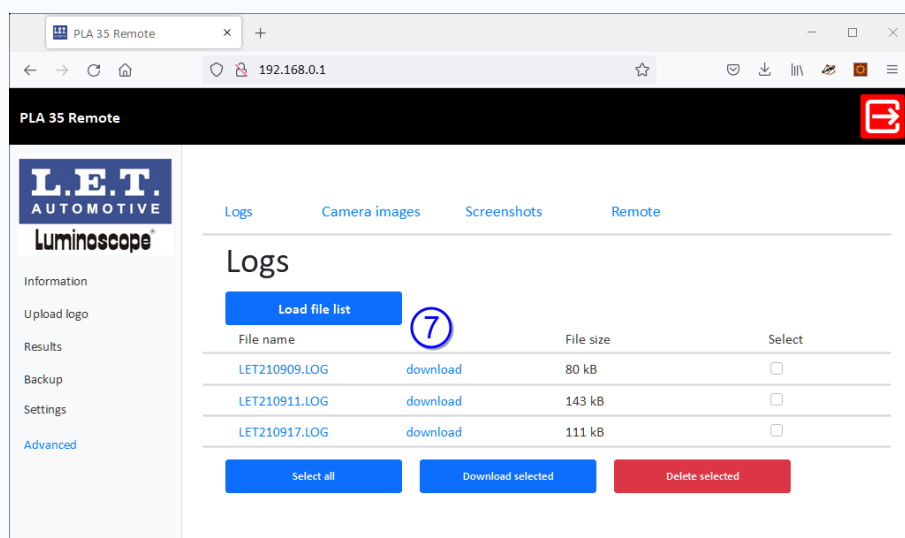 PLA 35 Remote
192.168.0.1
PLA 35 Remote
L.E.T.
AUTOMOTIVE
Luminoscope®
Information
Upload logo
Results
Backup
Settings
Advanced
Logs Camera images Screenshots Remote
Logs
Load file list
7
File name File size Select
LET210909.LOG download 80 kB
LET210911.LOG download 143 kB
LET210917.LOG download 111 kB
Select all Download selected Delete selected